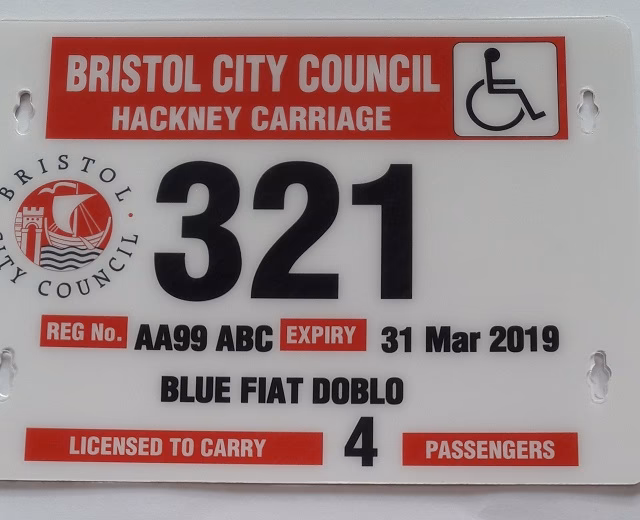 BRISTOL CITY COUNCIL
HACKNEY CARRIAGE
BRISTOL · CITY COUNCIL
321
REG No. AA99 ABC EXPIRY 31 Mar 2019
BLUE FIAT DOBLO
LICENSED TO CARRY 4 PASSENGERS